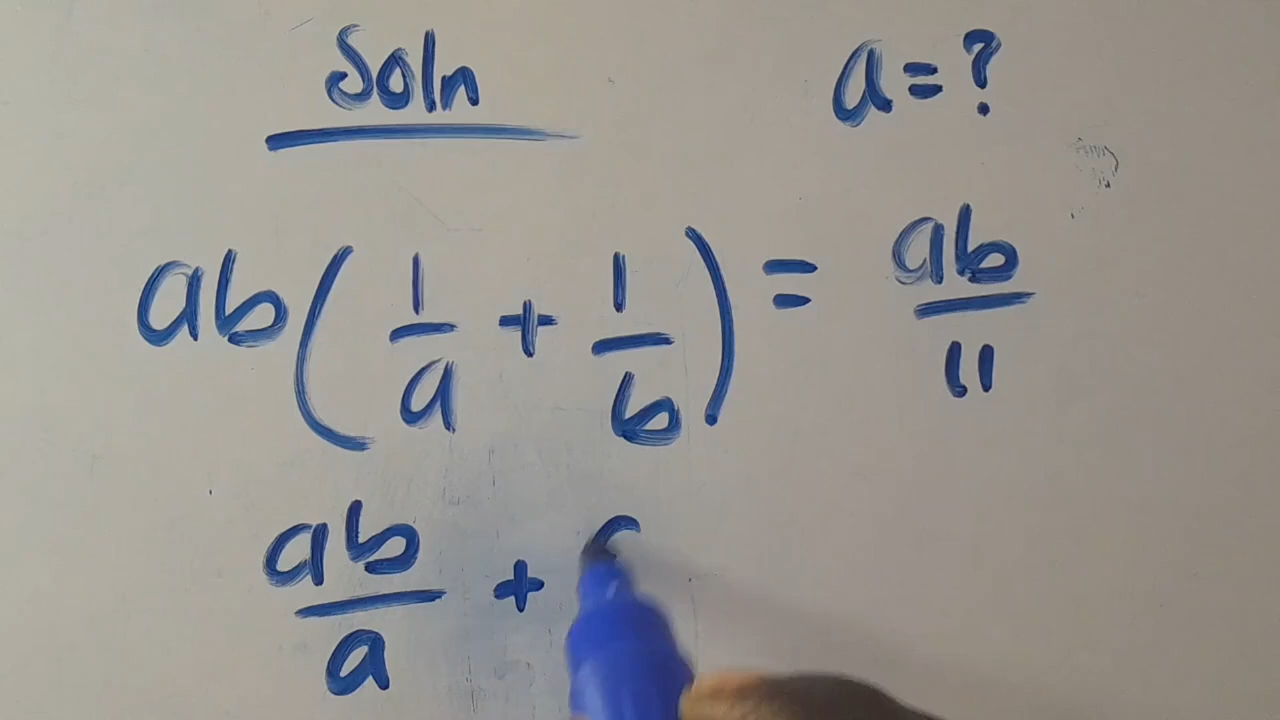 Soln a = ?
ab(1/a + 1/b) = ab/11
ab/a +